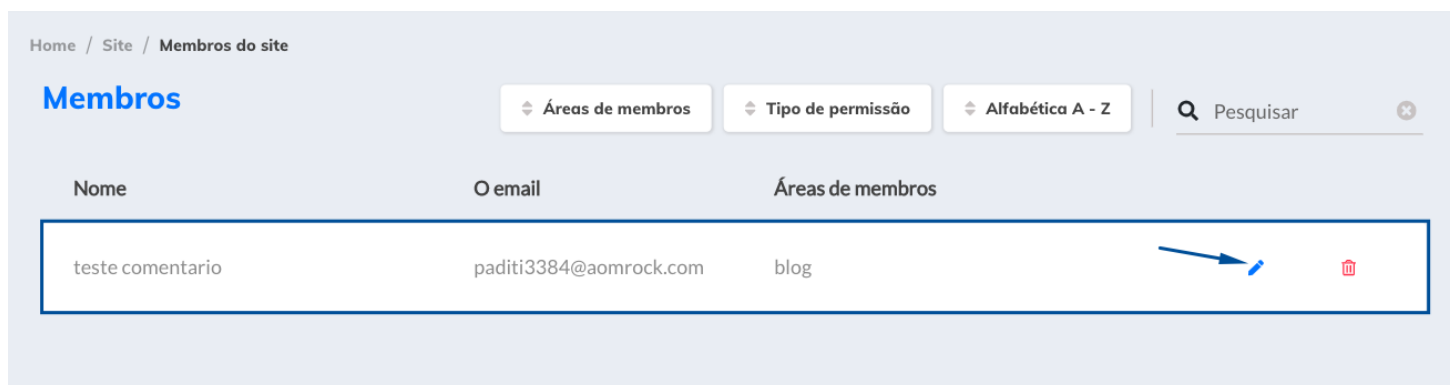 Home / Site / Membros do site
Membros
Áreas de membros
Tipo de permissão
Alfabética A - Z
Pesquisar
Nome O email Áreas de membros
teste comentario paditi3384@aomrock.com blog